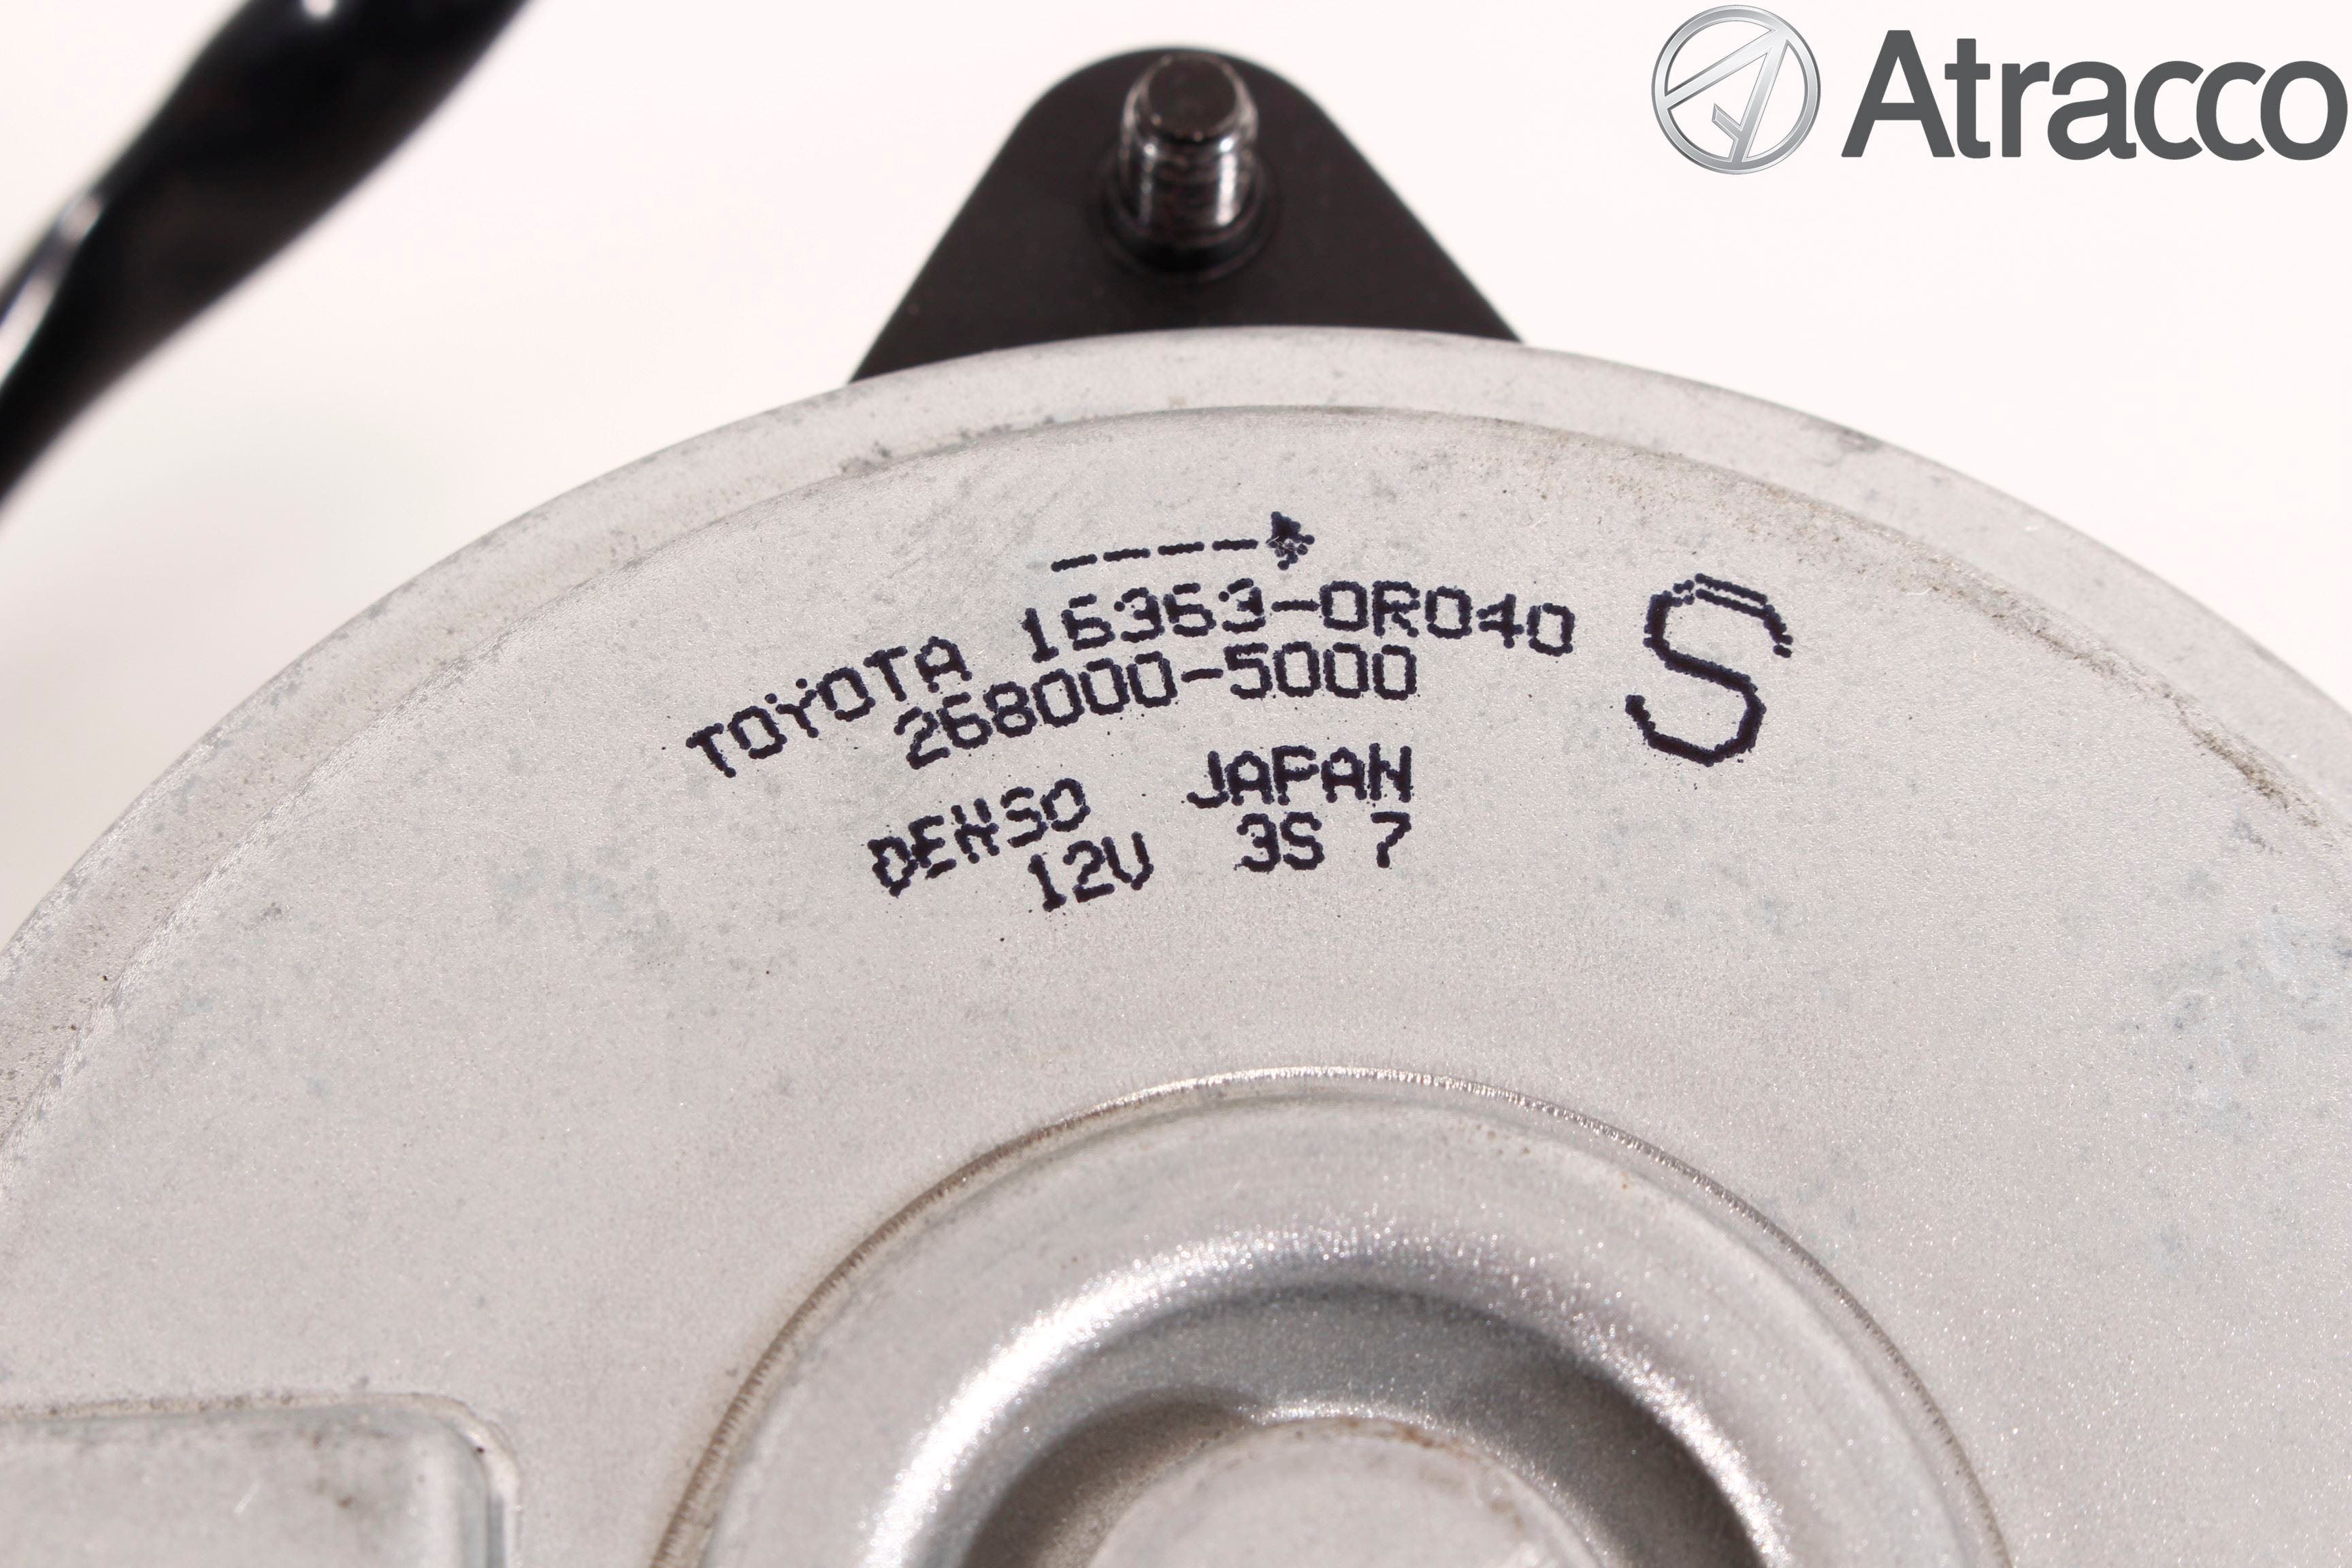 Atracco
TOYOTA 16363-0R040 S
268000-5000
DENSO JAPAN
12V 3S 7